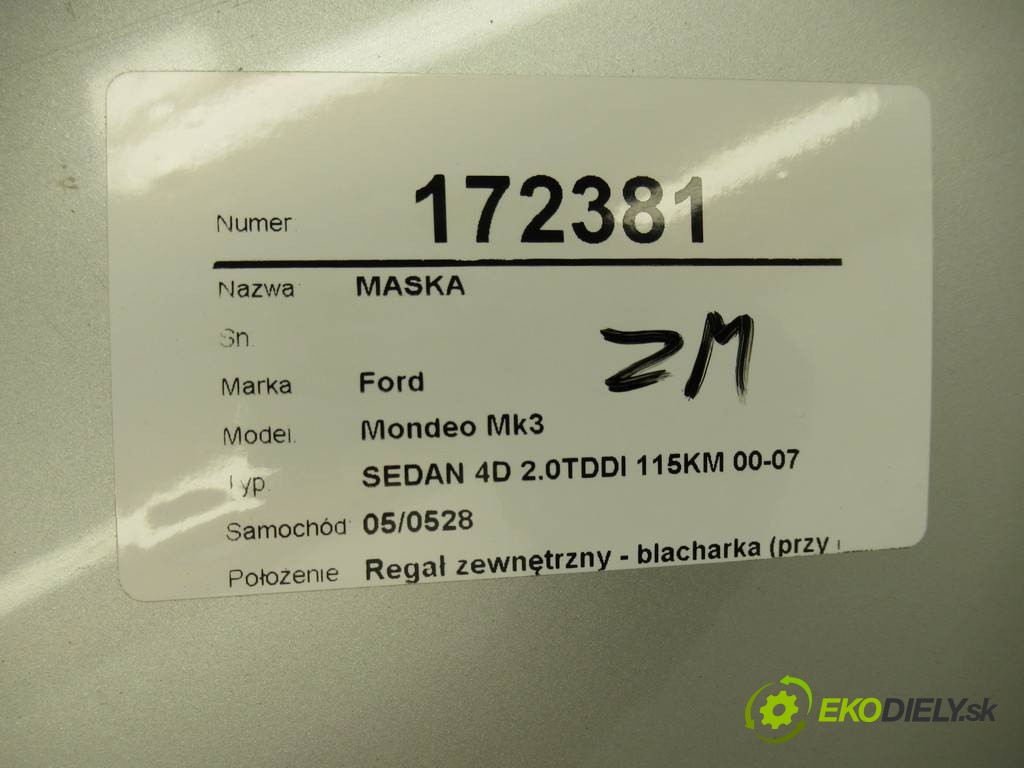 Numer 172381
Nazwa MASKA
Sn.
Marka Ford
ZM
Model. Mondeo Mk3
Typ. SEDAN 4D 2.0TDDI 115KM 00-07
Samochód 05/0528
Położenie Regał zewnętrzny - blacharka (przy
EKODIELY.sk